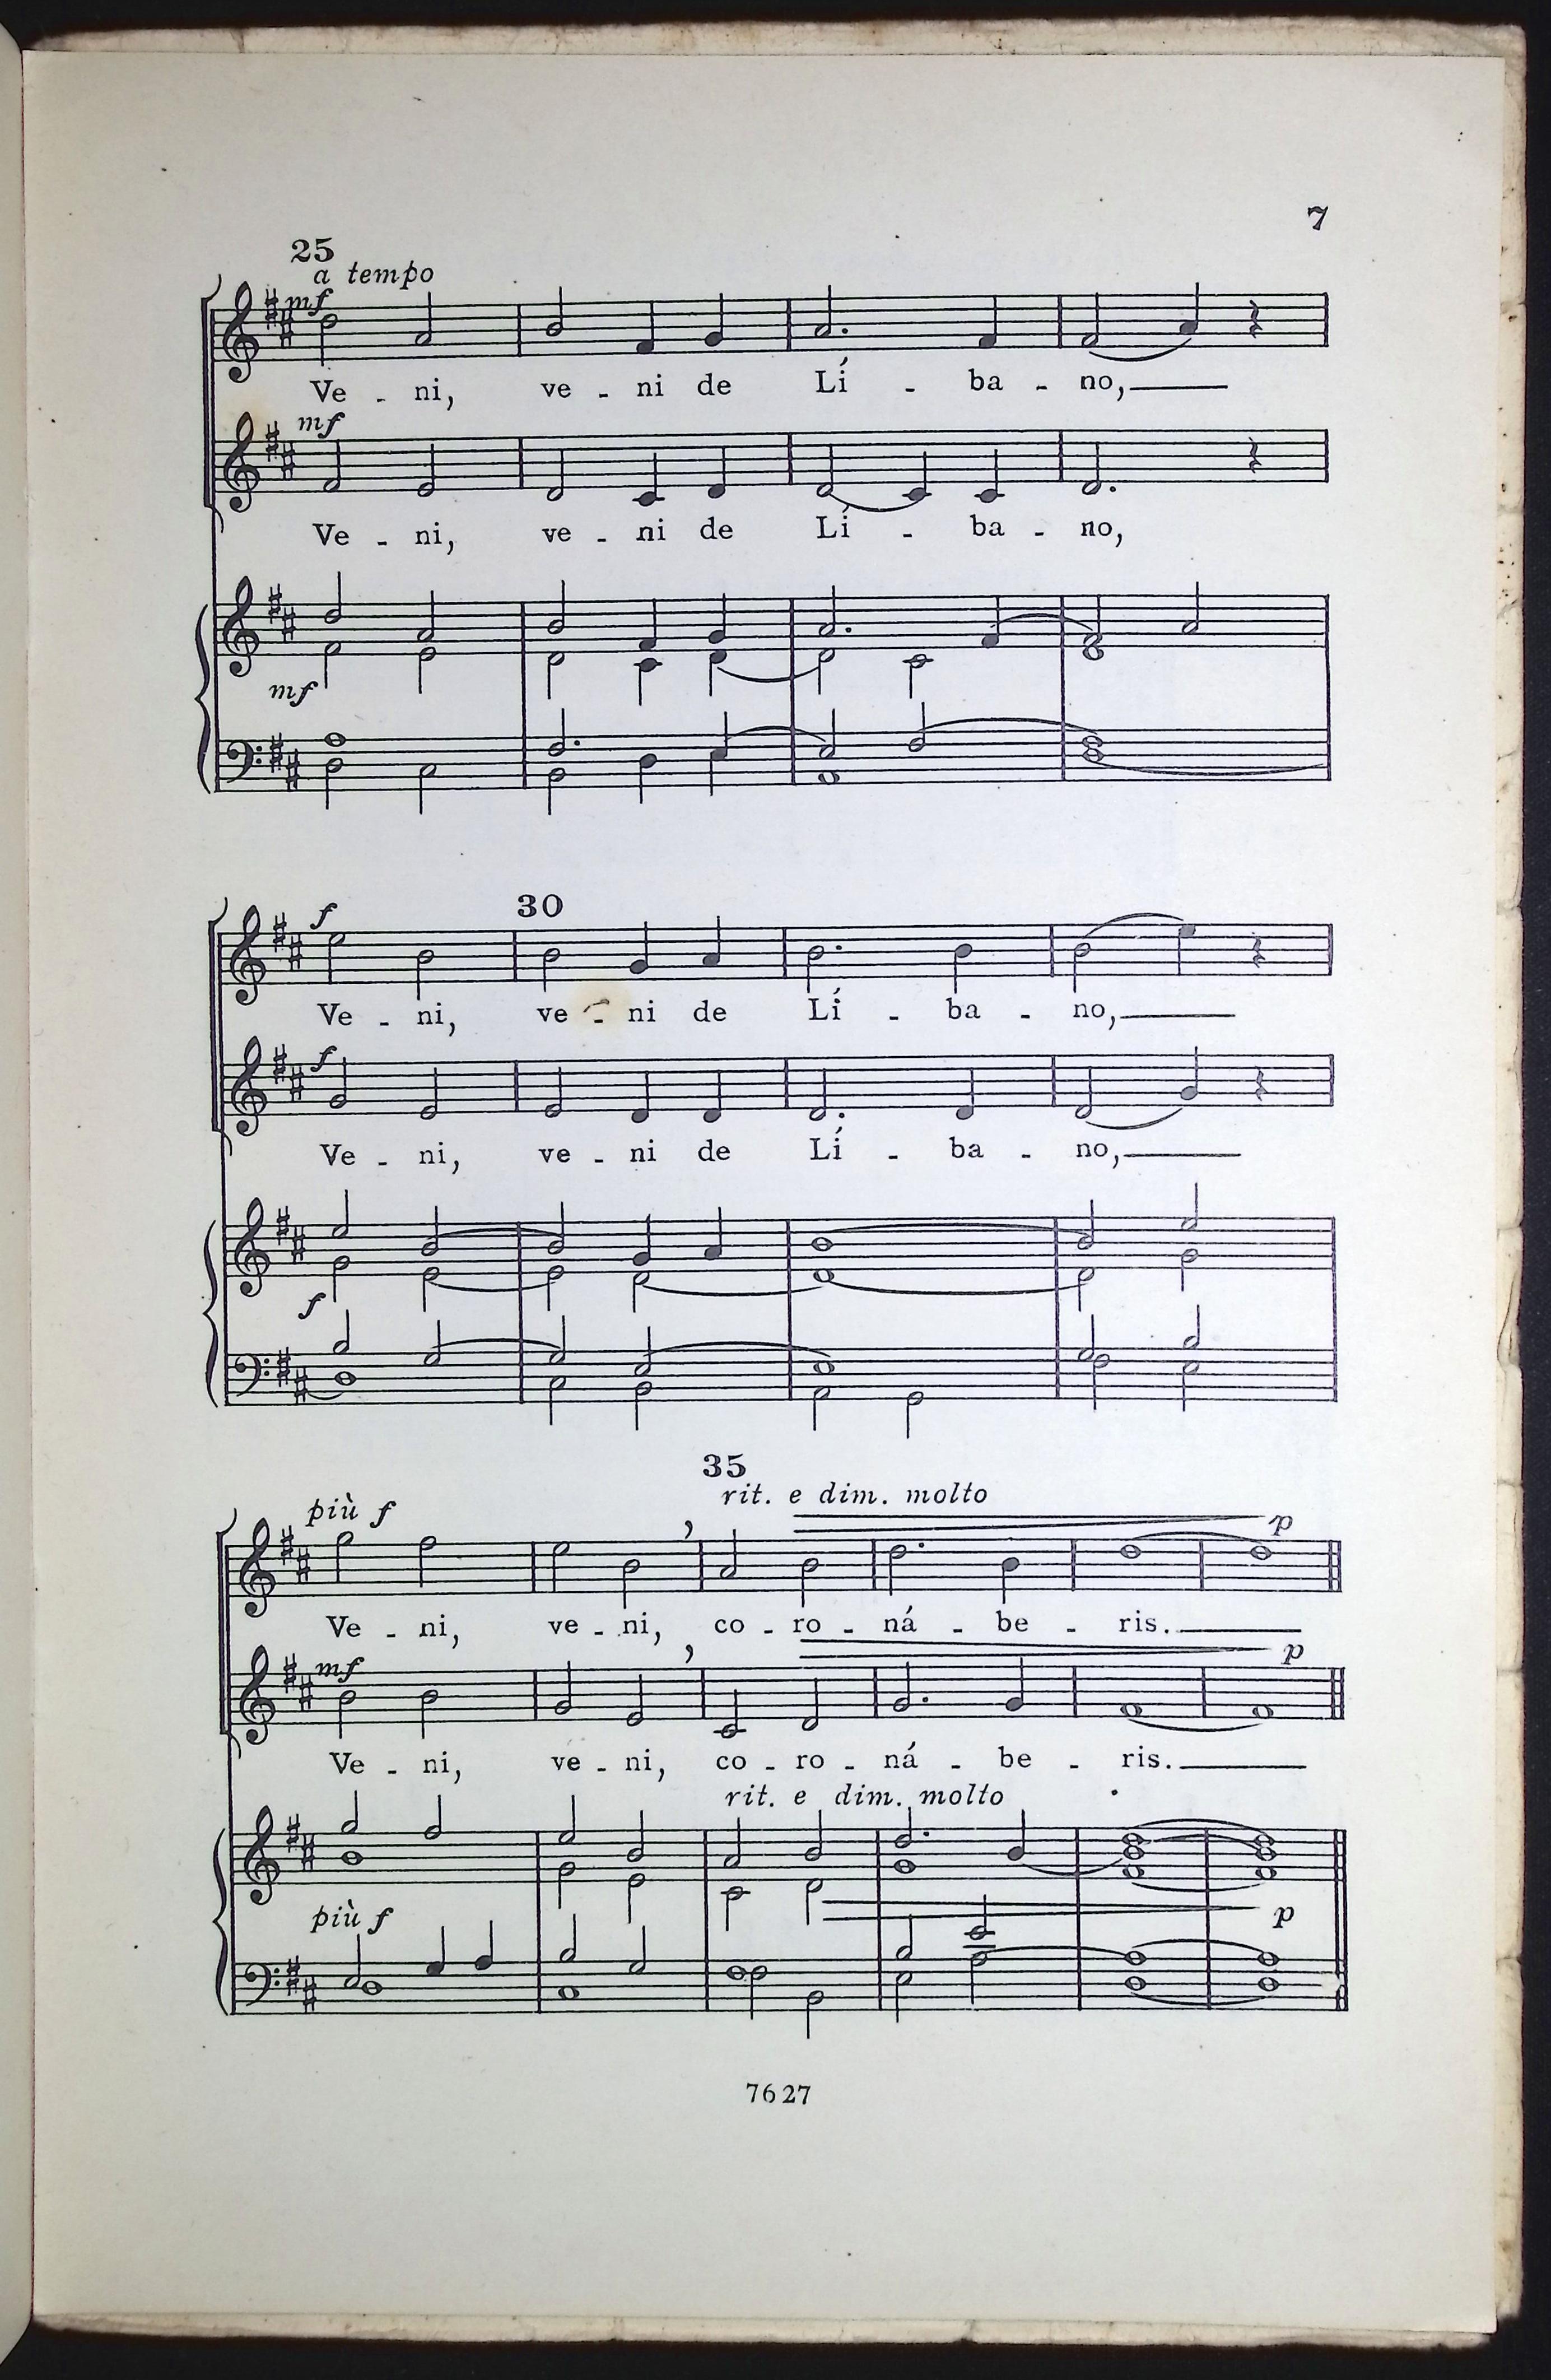 7
25
a tempo
mf
Ve - ni, ve - ni de Lí - ba - no,
mf
Ve - ni, ve - ni de Lí - ba - no,
mf
f
30
Ve - ni, ve - ni de Lí - ba - no,
f
Ve - ni, ve - ni de Lí - ba - no,
f
35
più f
rit. e dim. molto
p
Ve - ni, ve - ni, co - ro - ná - be - ris.
mf
p
Ve - ni, ve - ni, co - ro - ná - be - ris.
rit. e dim. molto
più f
p
7627